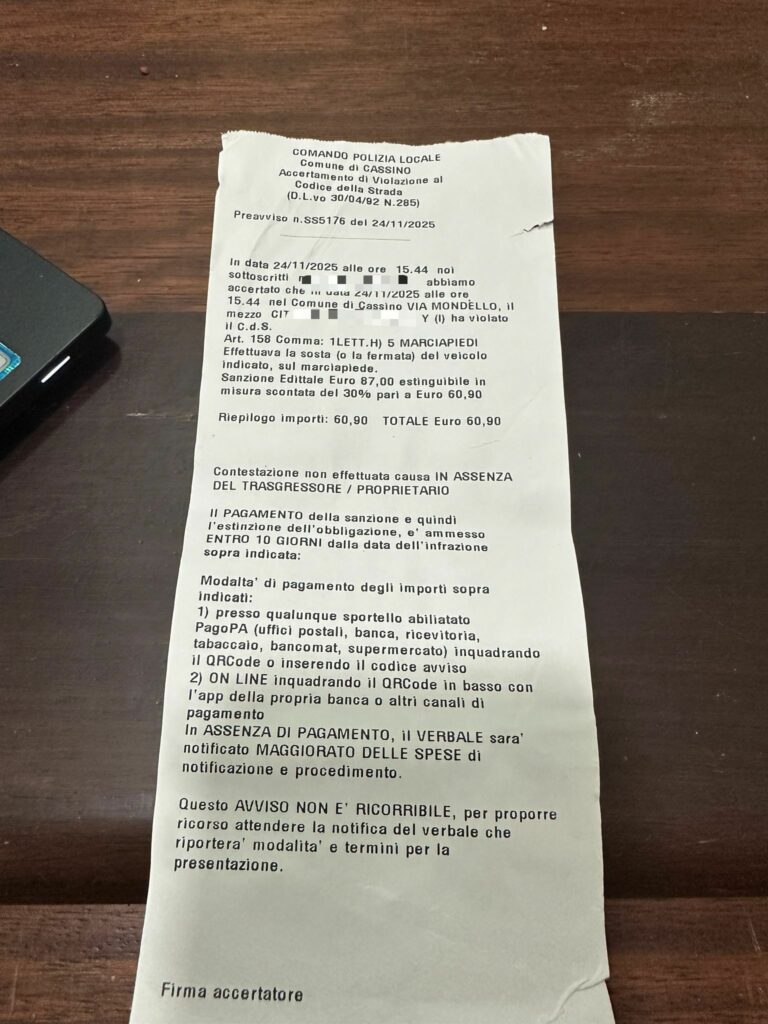 COMANDO POLIZIA LOCALE
Comune di CASSINO
Accertamento di Violazione al
Codice della Strada
(D.L.vo 30/04/92 N.285)
Preavviso n.SS5176 del 24/11/2025
In data 24/11/2025 alle ore 15.44 noi
sottoscritti abbiamo
accertato che in data 24/11/2025 alle ore
15.44 nel Comune di Cassino VIA MONDELLO, il
mezzo Y (I) ha violato
il C.d.S.
Art. 158 Comma: 1LETT.H) 5 MARCIAPIEDI
Effettuava la sosta (o la fermata) del veicolo
indicato, sul marciapiede.
Sanzione Edittale Euro 87,00 estinguibile in
misura scontata del 30% pari a Euro 60,90
Riepilogo importi: 60,90 TOTALE Euro 60,90
Contestazione non effettuata causa IN ASSENZA
DEL TRASGRESSORE / PROPRIETARIO
Il PAGAMENTO della sanzione e quindi
l'estinzione dell'obbligazione, e' ammesso
ENTRO 10 GIORNI dalla data dell'infrazione
sopra indicata:
Modalita' di pagamento degli importi sopra
indicati:
1) presso qualunque sportello abiliatato
PagoPA (uffici postali, banca, ricevitoria,
tabaccaio, bancomat, supermercato) inquadrando
il QRCode o inserendo il codice avviso
2) ON LINE inquadrando il QRCode in basso con
l'app della propria banca o altri canali di
pagamento
In ASSENZA DI PAGAMENTO, il VERBALE sara'
notificato MAGGIORATO DELLE SPESE di
notificazione e procedimento.
Questo AVVISO NON E' RICORRIBILE, per proporre
ricorso attendere la notifica del verbale che
riportera' modalita' e termini per la
presentazione.
Firma accertatore